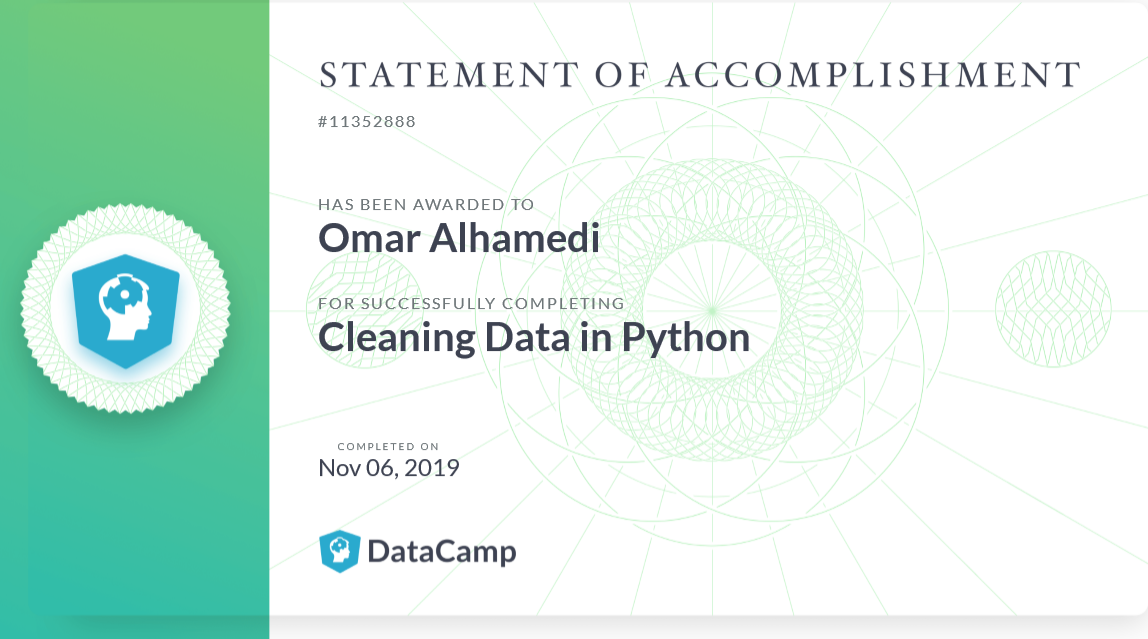 STATEMENT OF ACCOMPLISHMENT
#11352888
HAS BEEN AWARDED TO
Omar Alhamedi
FOR SUCCESSFULLY COMPLETING
Cleaning Data in Python
COMPLETED ON
Nov 06, 2019
DataCamp